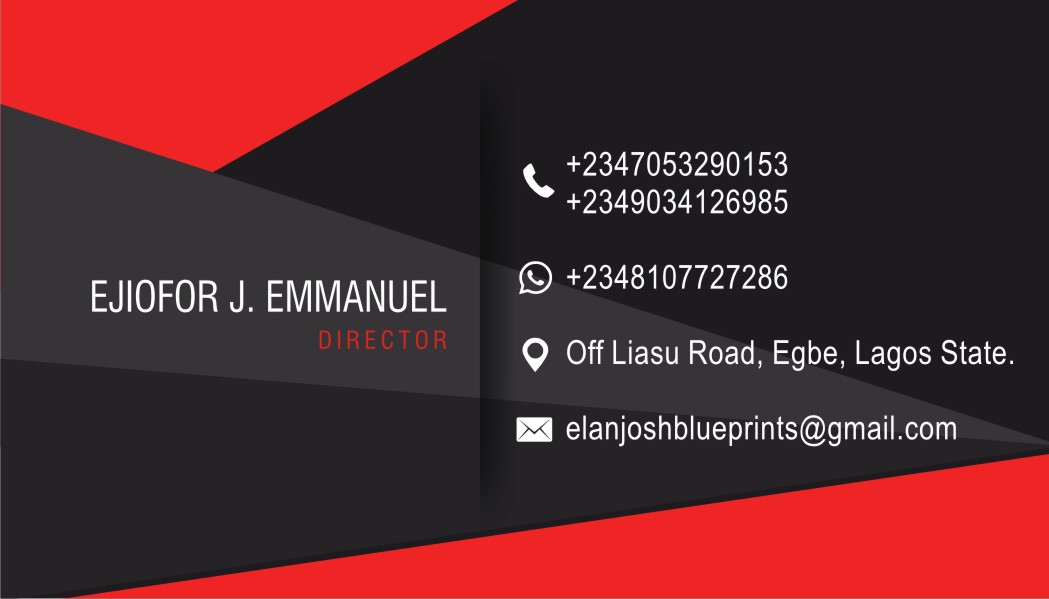 EJIOFOR J. EMMANUEL
DIRECTOR
+2347053290153
+2349034126985
+2348107727286
Off Liasu Road, Egbe, Lagos State.
elanjoshblueprints@gmail.com